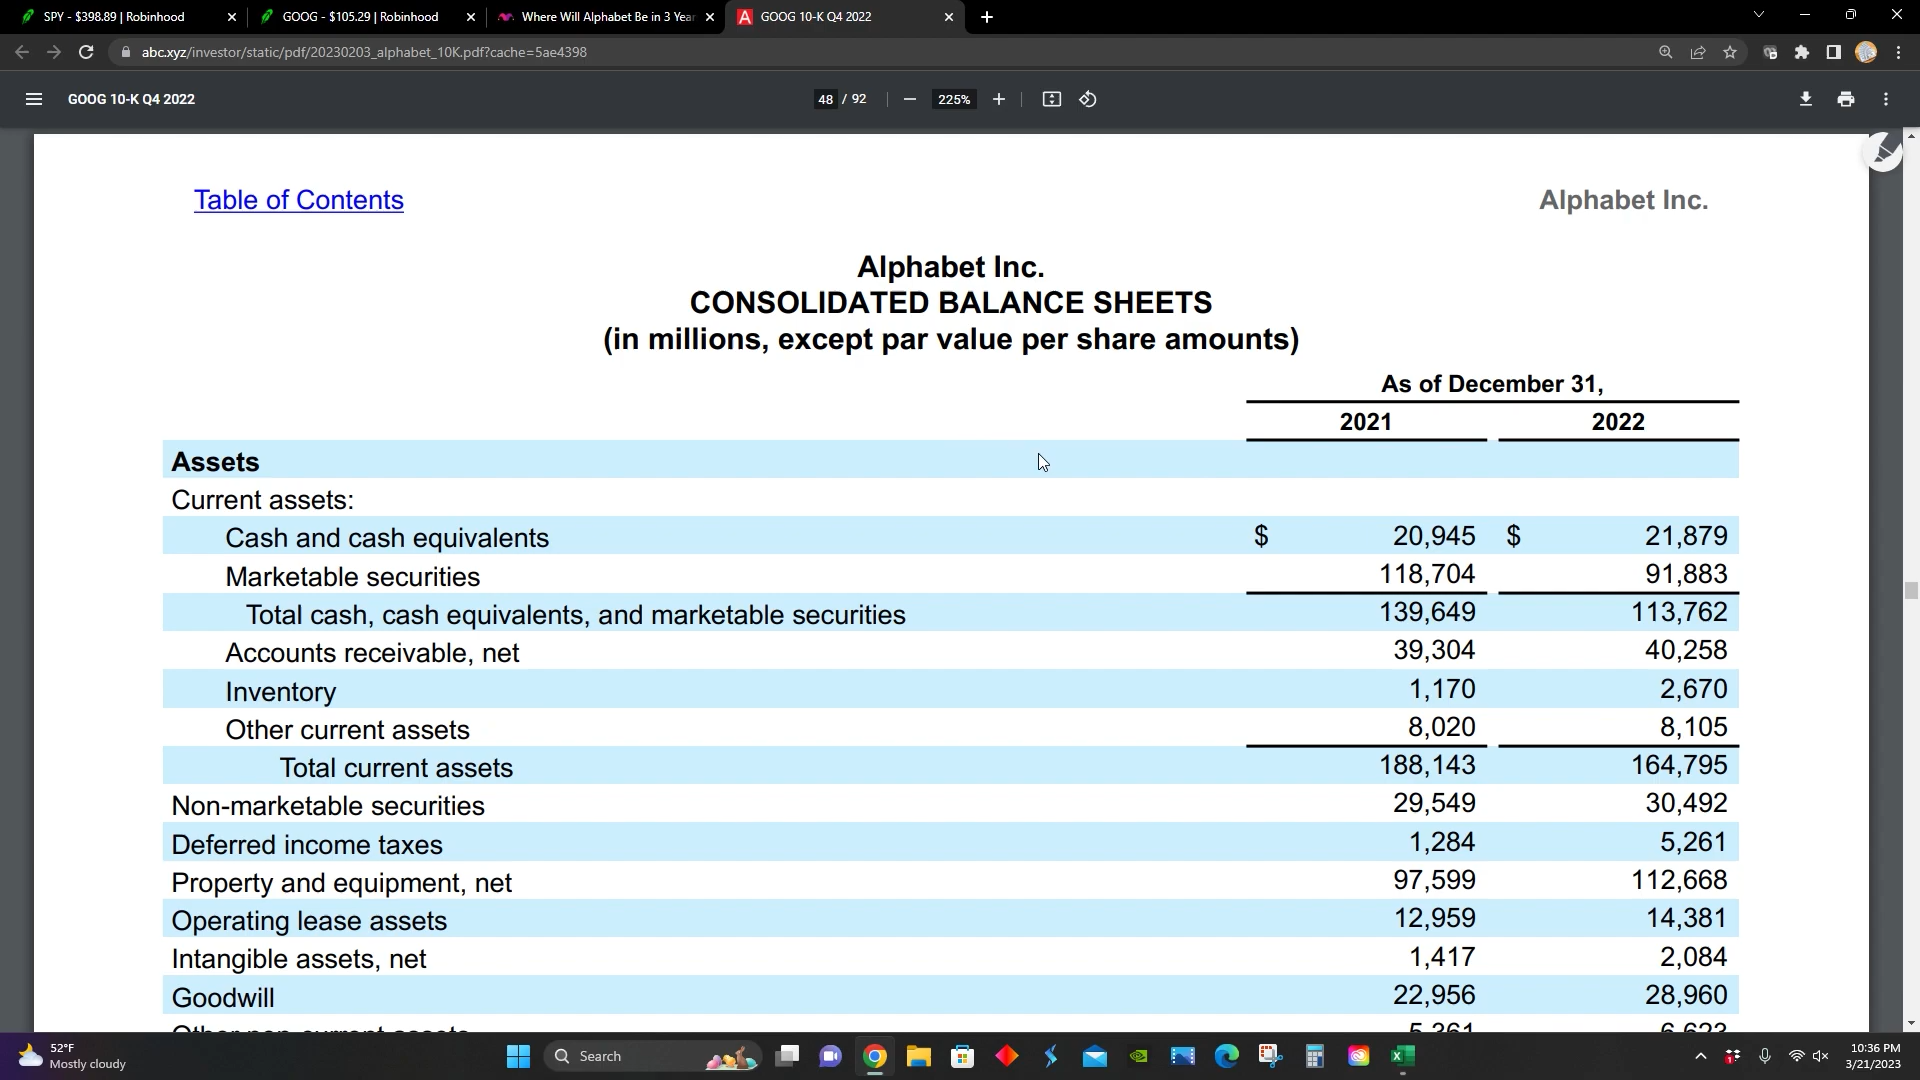 SPY - $398.89 | Robinhood
GOOG - $105.29 | Robinhood
Where Will Alphabet Be in 3 Year
GOOG 10-K Q4 2022
abc.xyz/investor/static/pdf/20230203_alphabet_10K.pdf?cache=5ae4398
GOOG 10-K Q4 2022
48 / 92
225%
Table of Contents
Alphabet Inc.
Alphabet Inc.
CONSOLIDATED BALANCE SHEETS
(in millions, except par value per share amounts)
As of December 31,
2021 2022
Assets
Current assets:
Cash and cash equivalents $ 20,945 $ 21,879
Marketable securities 118,704 91,883
Total cash, cash equivalents, and marketable securities 139,649 113,762
Accounts receivable, net 39,304 40,258
Inventory 1,170 2,670
Other current assets 8,020 8,105
Total current assets 188,143 164,795
Non-marketable securities 29,549 30,492
Deferred income taxes 1,284 5,261
Property and equipment, net 97,599 112,668
Operating lease assets 12,959 14,381
Intangible assets, net 1,417 2,084
Goodwill 22,956 28,960
Other non-current assets 5,361 6,623
52°F
Mostly cloudy
Search
10:36 PM
3/21/2023